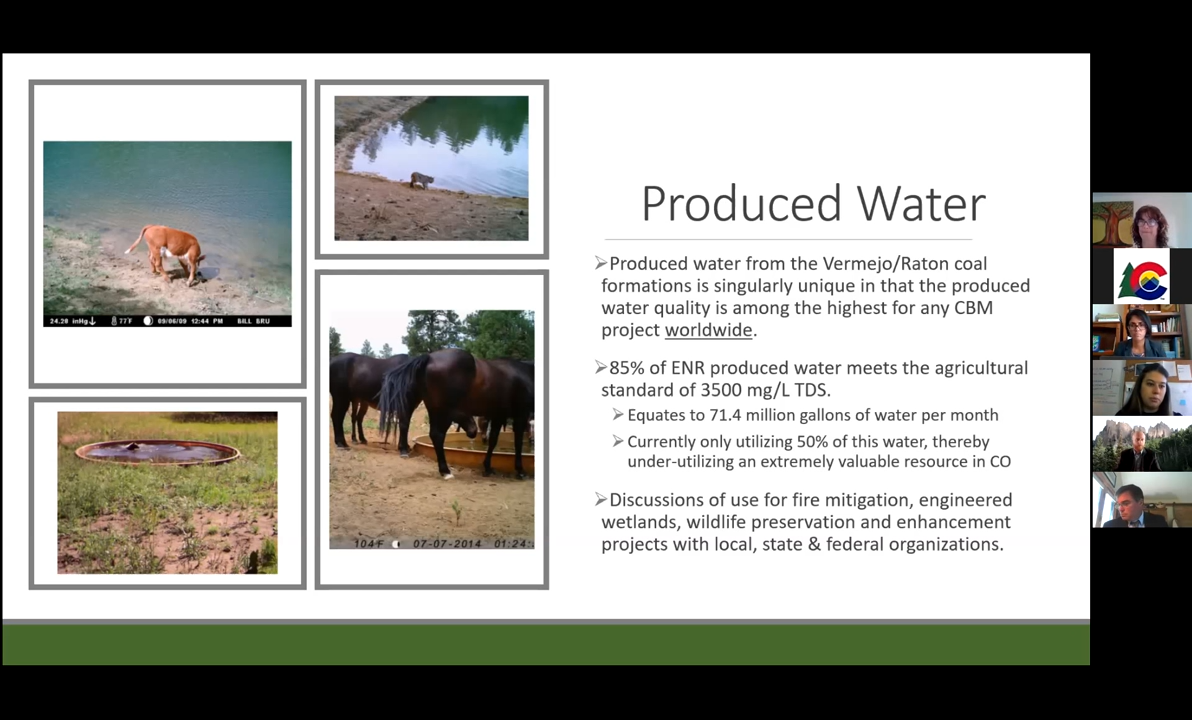 24.20 inHg 77°F 09/06/09 12:44 PM BILL BRU
104°F 07-07-2014 01:24:
Produced Water
Produced water from the Vermejo/Raton coal
formations is singularly unique in that the produced
water quality is among the highest for any CBM
project worldwide.
85% of ENR produced water meets the agricultural
standard of 3500 mg/L TDS.
Equates to 71.4 million gallons of water per month
Currently only utilizing 50% of this water, thereby
under-utilizing an extremely valuable resource in CO
Discussions of use for fire mitigation, engineered
wetlands, wildlife preservation and enhancement
projects with local, state & federal organizations.